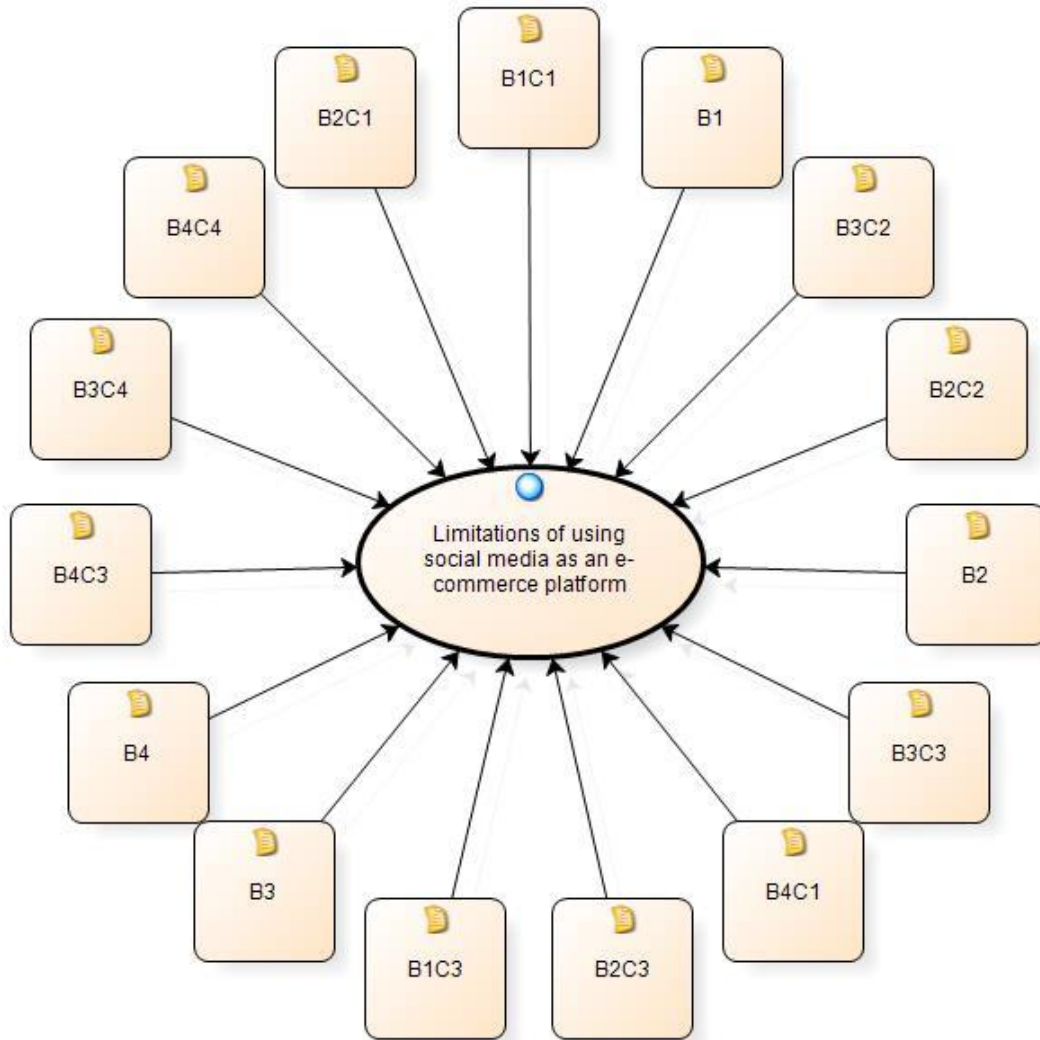 B1C1
B1
B2C1
B3C2
B4C4
B2C2
B3C4
Limitations of using
social media as an e-
commerce platform
B4C3
B2
B4
B3C3
B3
B4C1
B1C3
B2C3